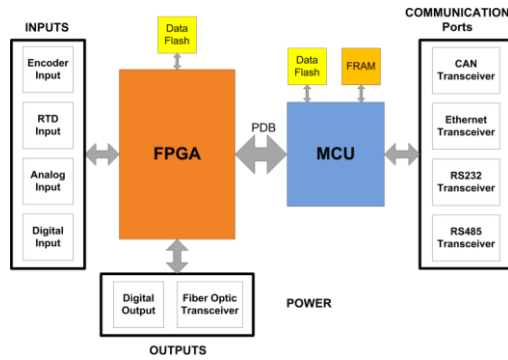 INPUTS
Encoder
Input
RTD
Input
Analog
Input
Digital
Input
Data
Flash
FPGA
PDB
Data
Flash
FRAM
MCU
COMMUNICATION
Ports
CAN
Transceiver
Ethernet
Transceiver
RS232
Transceiver
RS485
Transceiver
Digital
Output
Fiber Optic
Transceiver
POWER
OUTPUTS